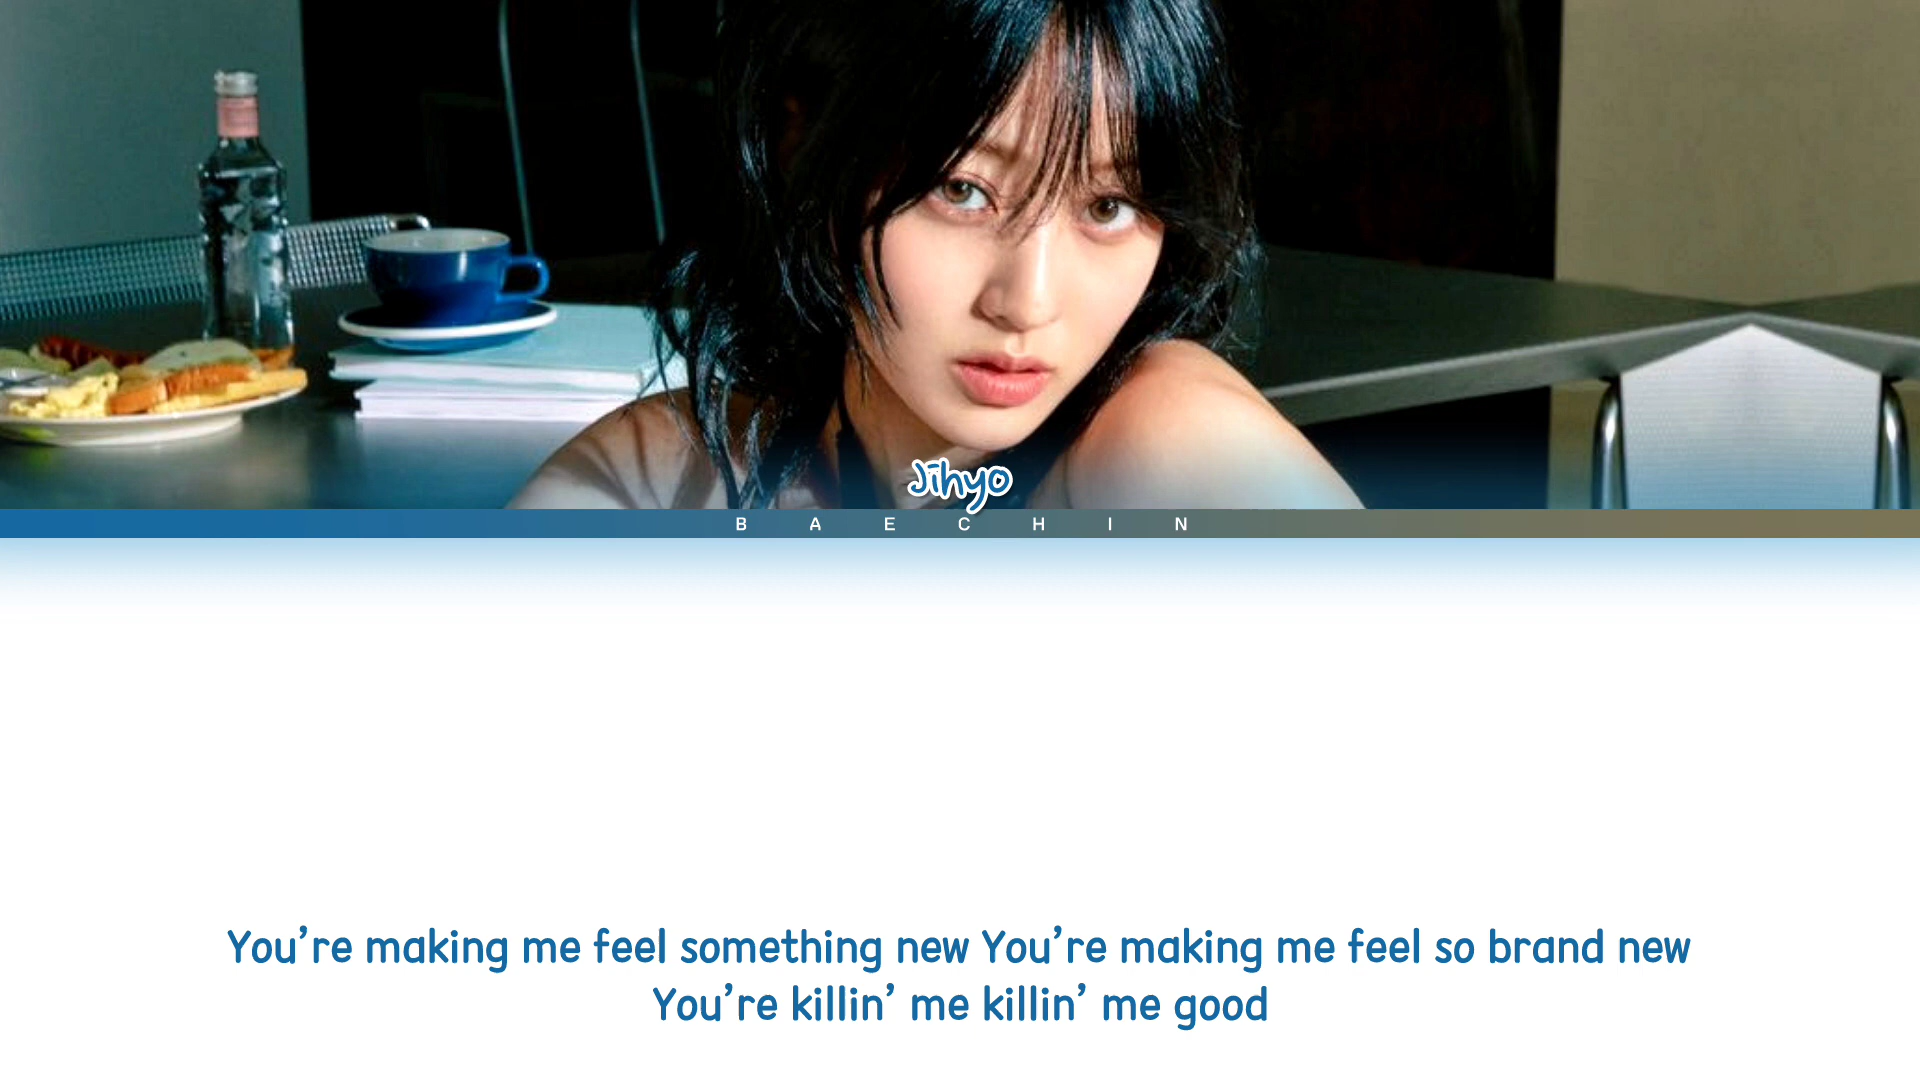 Jihyo
BAECHIN
You’re making me feel something new You’re making me feel so brand new
You’re killin’ me killin’ me good